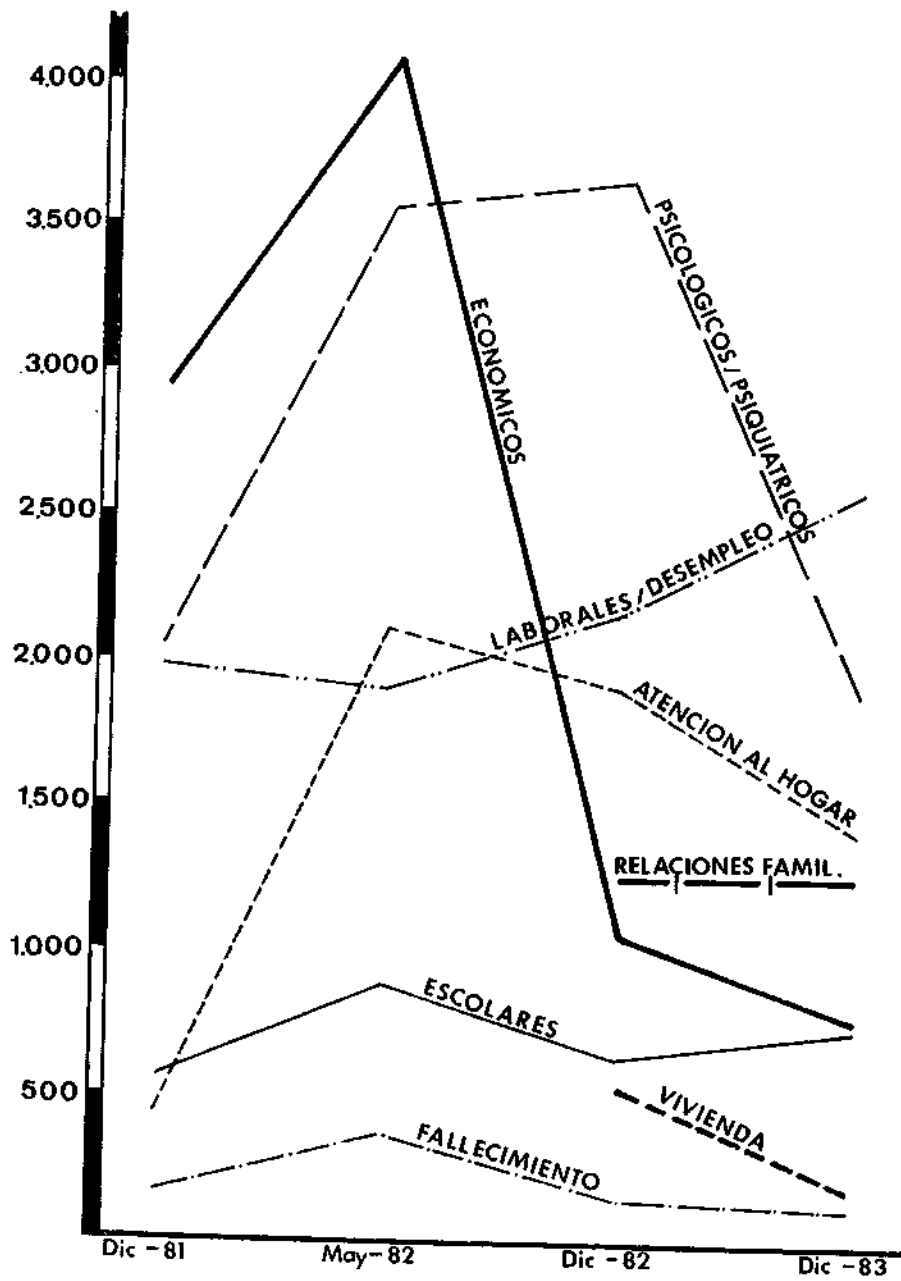 4.000
3,500
3.000
2,500
2,000
1,500
1.000
500
PSICOLOGICOS / PSIQUIATRICOS
ECONOMICOS
LABORALES / DESEMPLEO
ATENCION AL HOGAR
RELACIONES FAMIL.
ESCOLARES
VIVIENDA
FALLECIMIENTO
Dic - 81
May - 82
Dic - 82
Dic - 83